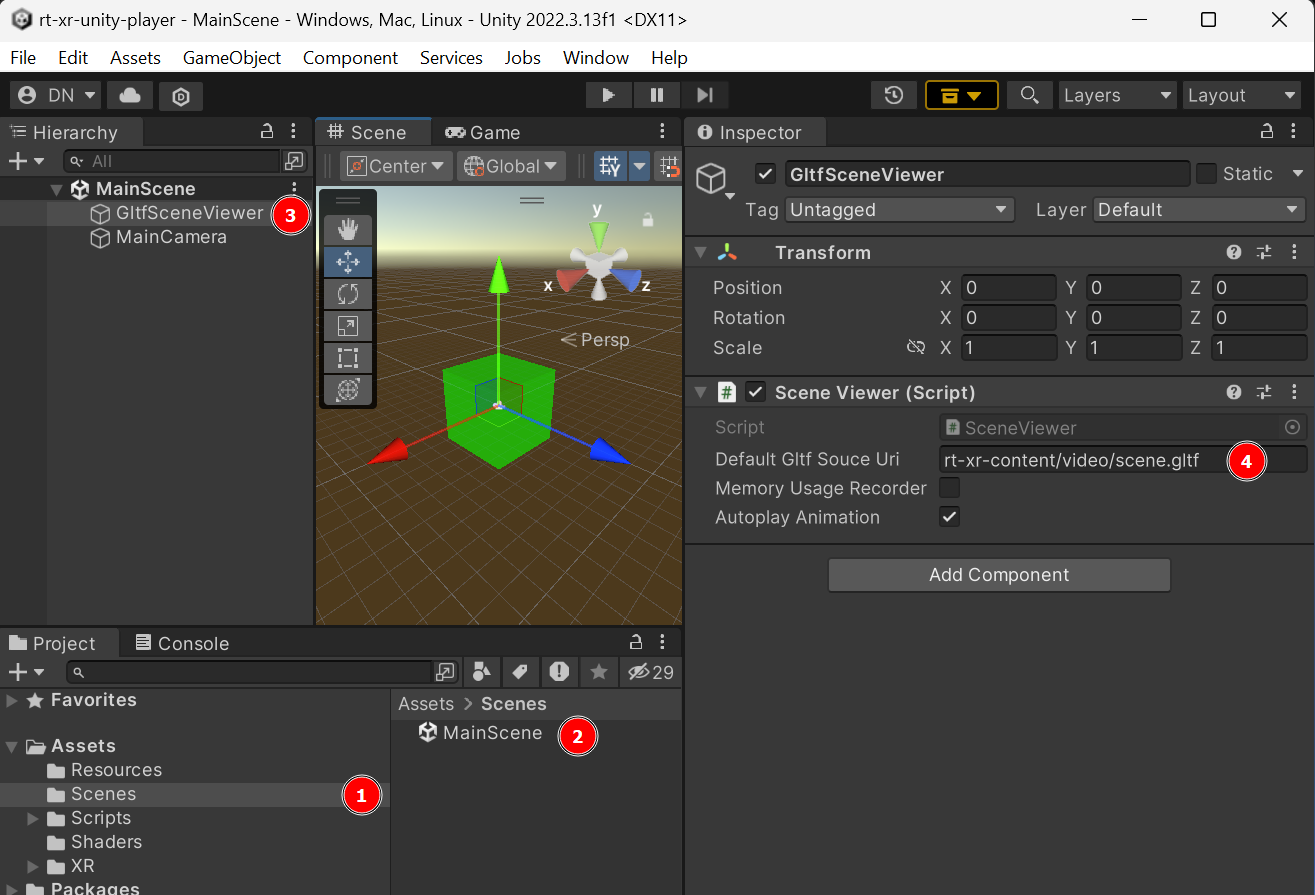 rt-xr-unity-player - MainScene - Windows, Mac, Linux - Unity 2022.3.13f1 <DX11>
File Edit Assets GameObject Component Services Jobs Window Help
DN Layers Layout
Hierarchy
All
MainScene
GltfSceneViewer 3
MainCamera
Scene Game
Center Global
y
x z
Persp
Inspector
GltfSceneViewer Static
Tag Untagged Layer Default
Transform
Position X 0 Y 0 Z 0
Rotation X 0 Y 0 Z 0
Scale X 1 Y 1 Z 1
# Scene Viewer (Script)
Script # SceneViewer
Default Gltf Souce Uri rt-xr-content/video/scene.gltf 4
Memory Usage Recorder
Autoplay Animation
Add Component
Project Console
29
Favorites
Assets
Resources
Scenes 1
Scripts
Shaders
XR
Packages
Assets > Scenes
MainScene 2